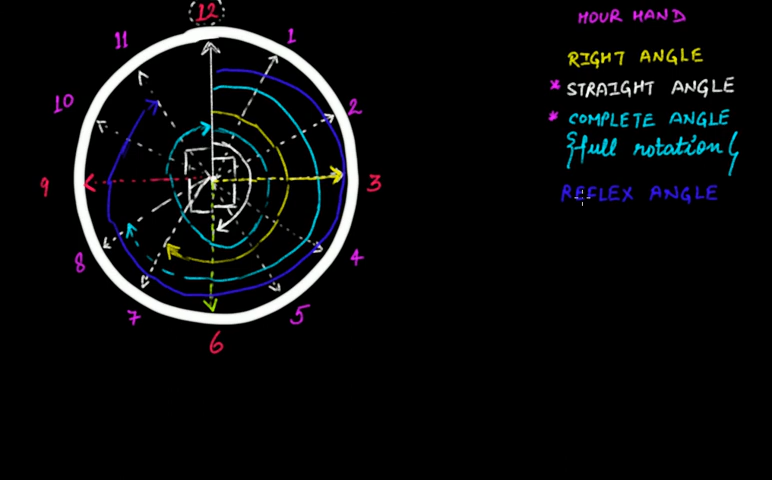 12
11
1
10
2
9
3
8
4
7
5
6
HOUR HAND
RIGHT ANGLE
* STRAIGHT ANGLE
* COMPLETE ANGLE
{full rotation}
REFLEX ANGLE